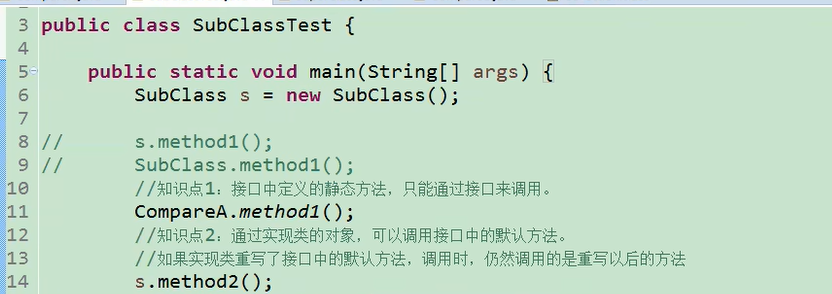 3 public class SubClassTest {
4
5 public static void main(String[] args) {
6 SubClass s = new SubClass();
7
8 // s.method1();
9 // SubClass.method1();
10 //知识点1：接口中定义的静态方法，只能通过接口来调用。
11 CompareA.method1();
12 //知识点2：通过实现类的对象，可以调用接口中的默认方法。
13 //如果实现类重写了接口中的默认方法，调用时，仍然调用的是重写以后的方法
14 s.method2();